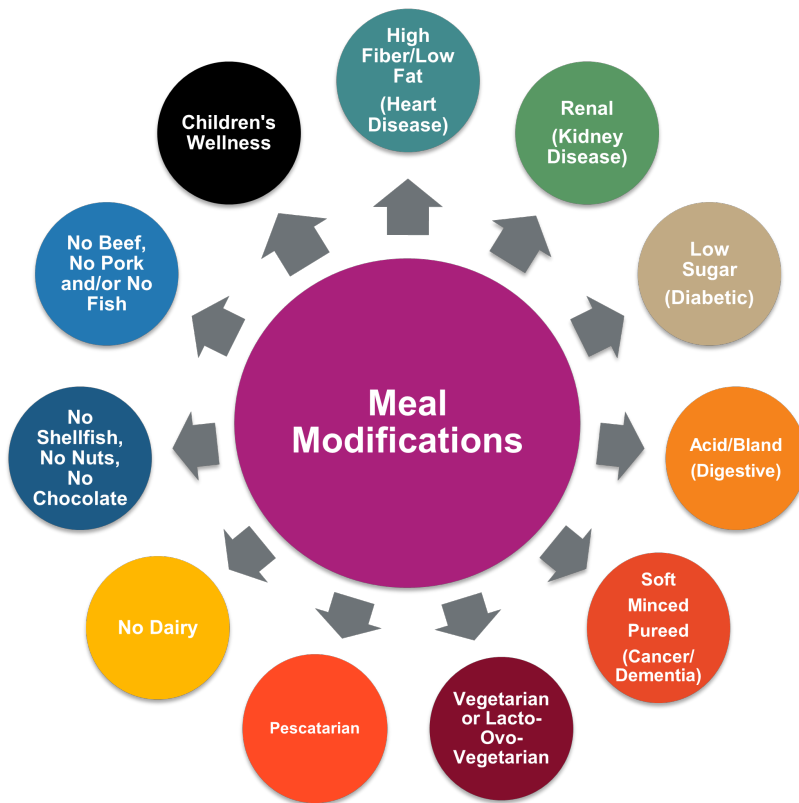 Meal
Modifications
High
Fiber/Low
Fat
(Heart
Disease)
Renal
(Kidney
Disease)
Low
Sugar
(Diabetic)
Acid/Bland
(Digestive)
Soft
Minced
Pureed
(Cancer/
Dementia)
Vegetarian
or Lacto-
Ovo-
Vegetarian
Pescatarian
No Dairy
No
Shellfish,
No Nuts,
No
Chocolate
No Beef,
No Pork
and/or No
Fish
Children's
Wellness